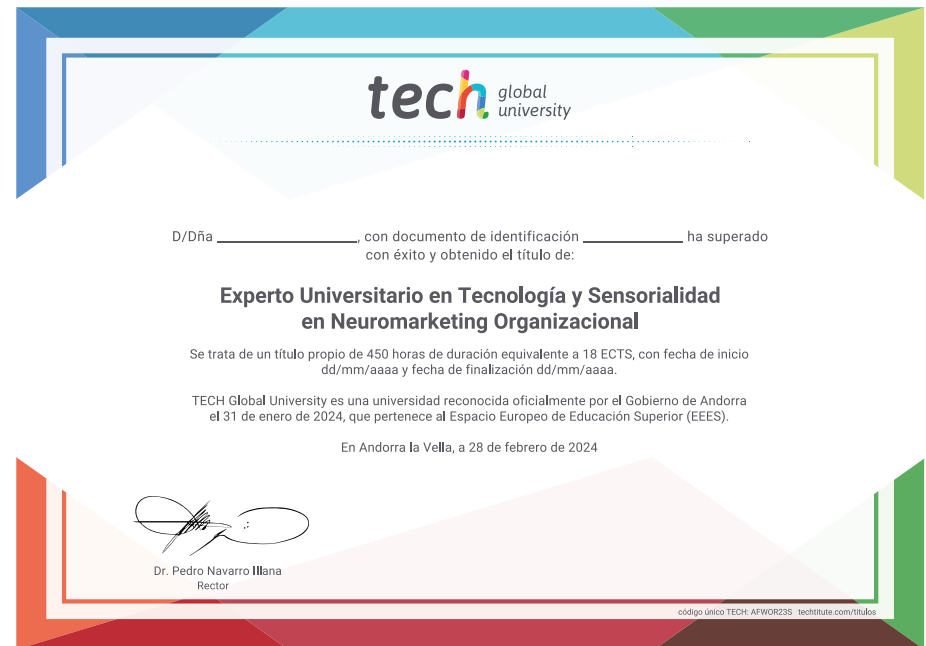 tech global
university
D/Dña ____________, con documento de identificación ____________ ha superado
con éxito y obtenido el título de:
Experto Universitario en Tecnología y Sensorialidad
en Neuromarketing Organizacional
Se trata de un título propio de 450 horas de duración equivalente a 18 ECTS, con fecha de inicio
dd/mm/aaaa y fecha de finalización dd/mm/aaaa.
TECH Global University es una universidad reconocida oficialmente por el Gobierno de Andorra
el 31 de enero de 2024, que pertenece al Espacio Europeo de Educación Superior (EEES).
En Andorra la Vella, a 28 de febrero de 2024
Dr. Pedro Navarro Illana
Rector
código único TECH: AFWOR23S techtitute.com/titulos